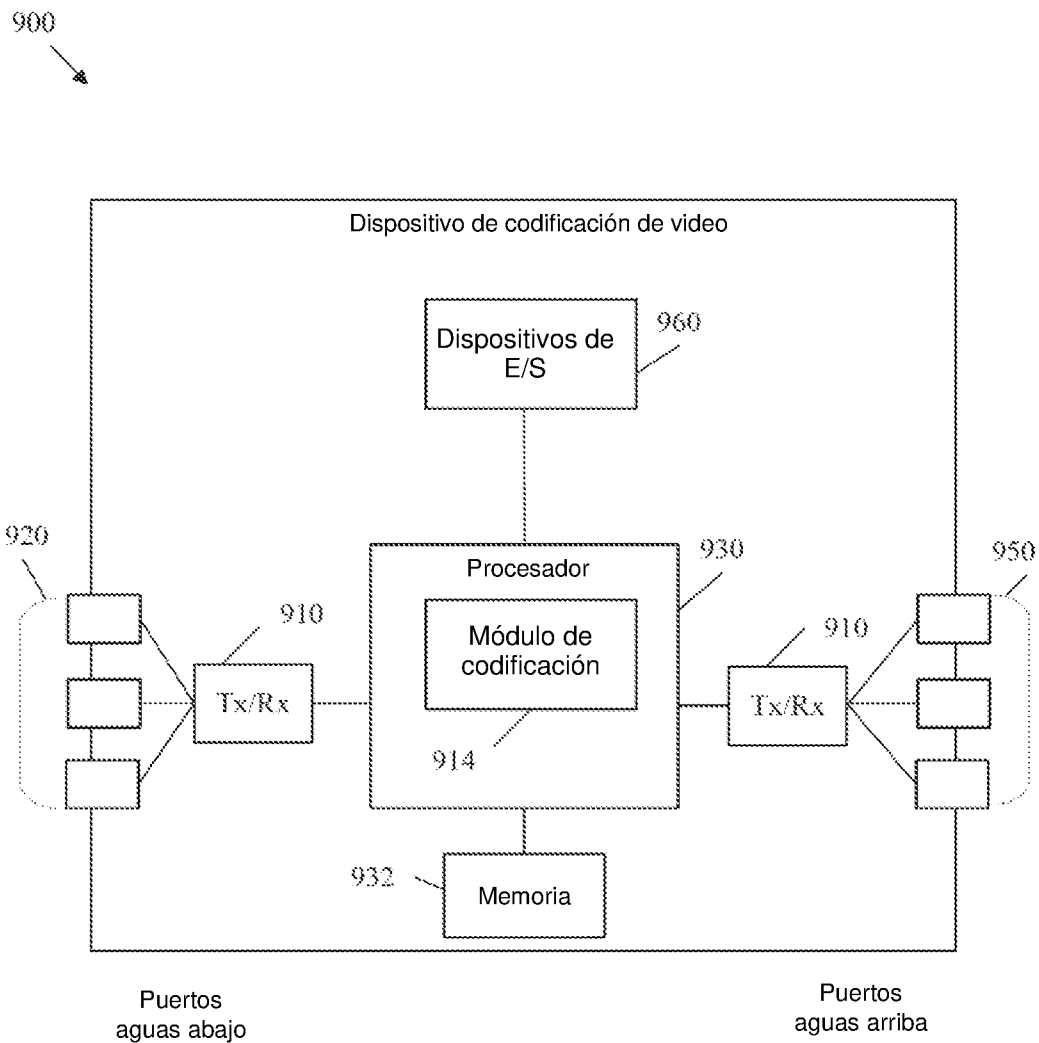 900
Dispositivo de codificación de video
Dispositivos de
E/S
960
920
930
950
Procesador
Módulo de
codificación
910
910
Tx/Rx
Tx/Rx
914
932
Memoria
Puertos
aguas abajo
Puertos
aguas arriba